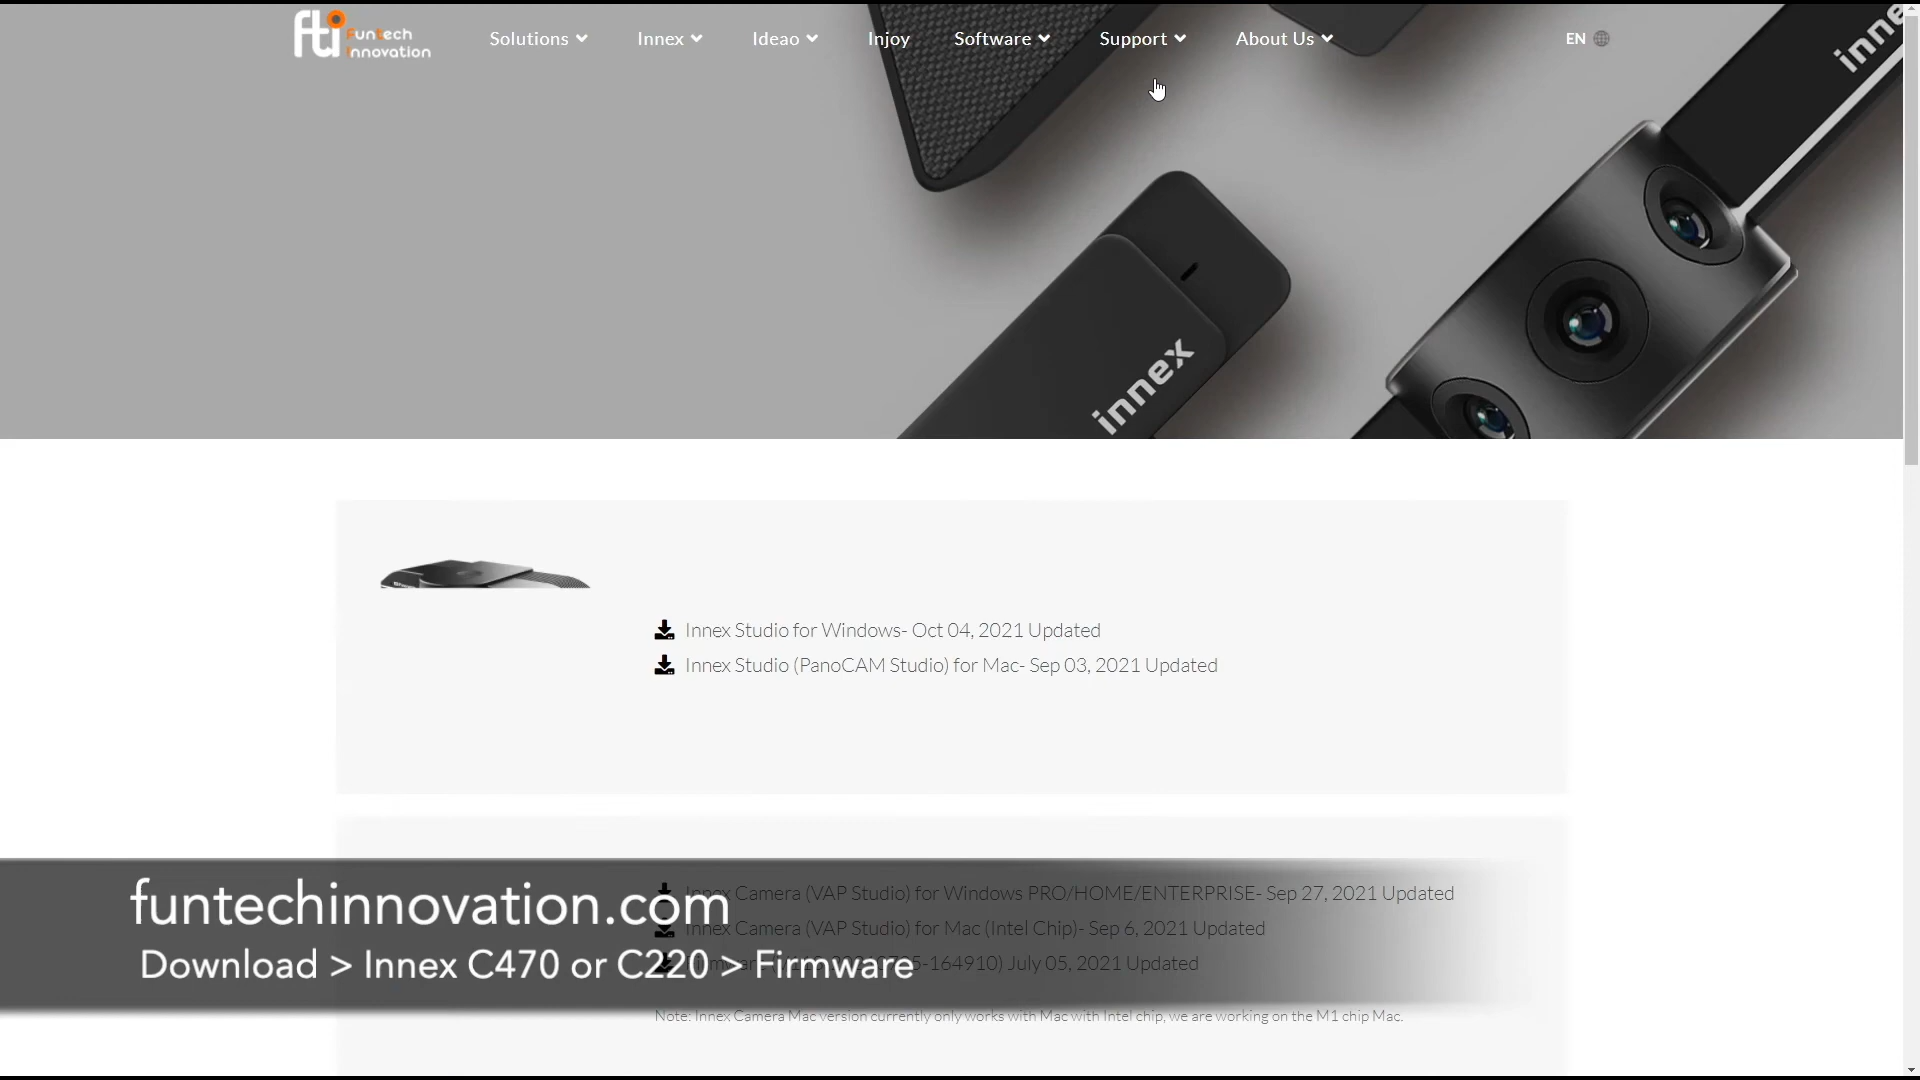 fti Funtech Innovation
Solutions
Innex
Ideao
Injoy
Software
Support
About Us
EN
inne
innex
Innex Studio for Windows- Oct 04, 2021 Updated
Innex Studio (PanoCAM Studio) for Mac- Sep 03, 2021 Updated
Innex Camera (VAP Studio) for Windows PRO/HOME/ENTERPRISE- Sep 27, 2021 Updated
funtechinnovation.com
Innex Camera (VAP Studio) for Mac (Intel Chip)- Sep 6, 2021 Updated
Download > Innex C470 or C220 > Firmware
-164910) July 05, 2021 Updated
Note: Innex Camera Mac version currently only works with Mac with Intel chip, we are working on the M1 chip Mac.